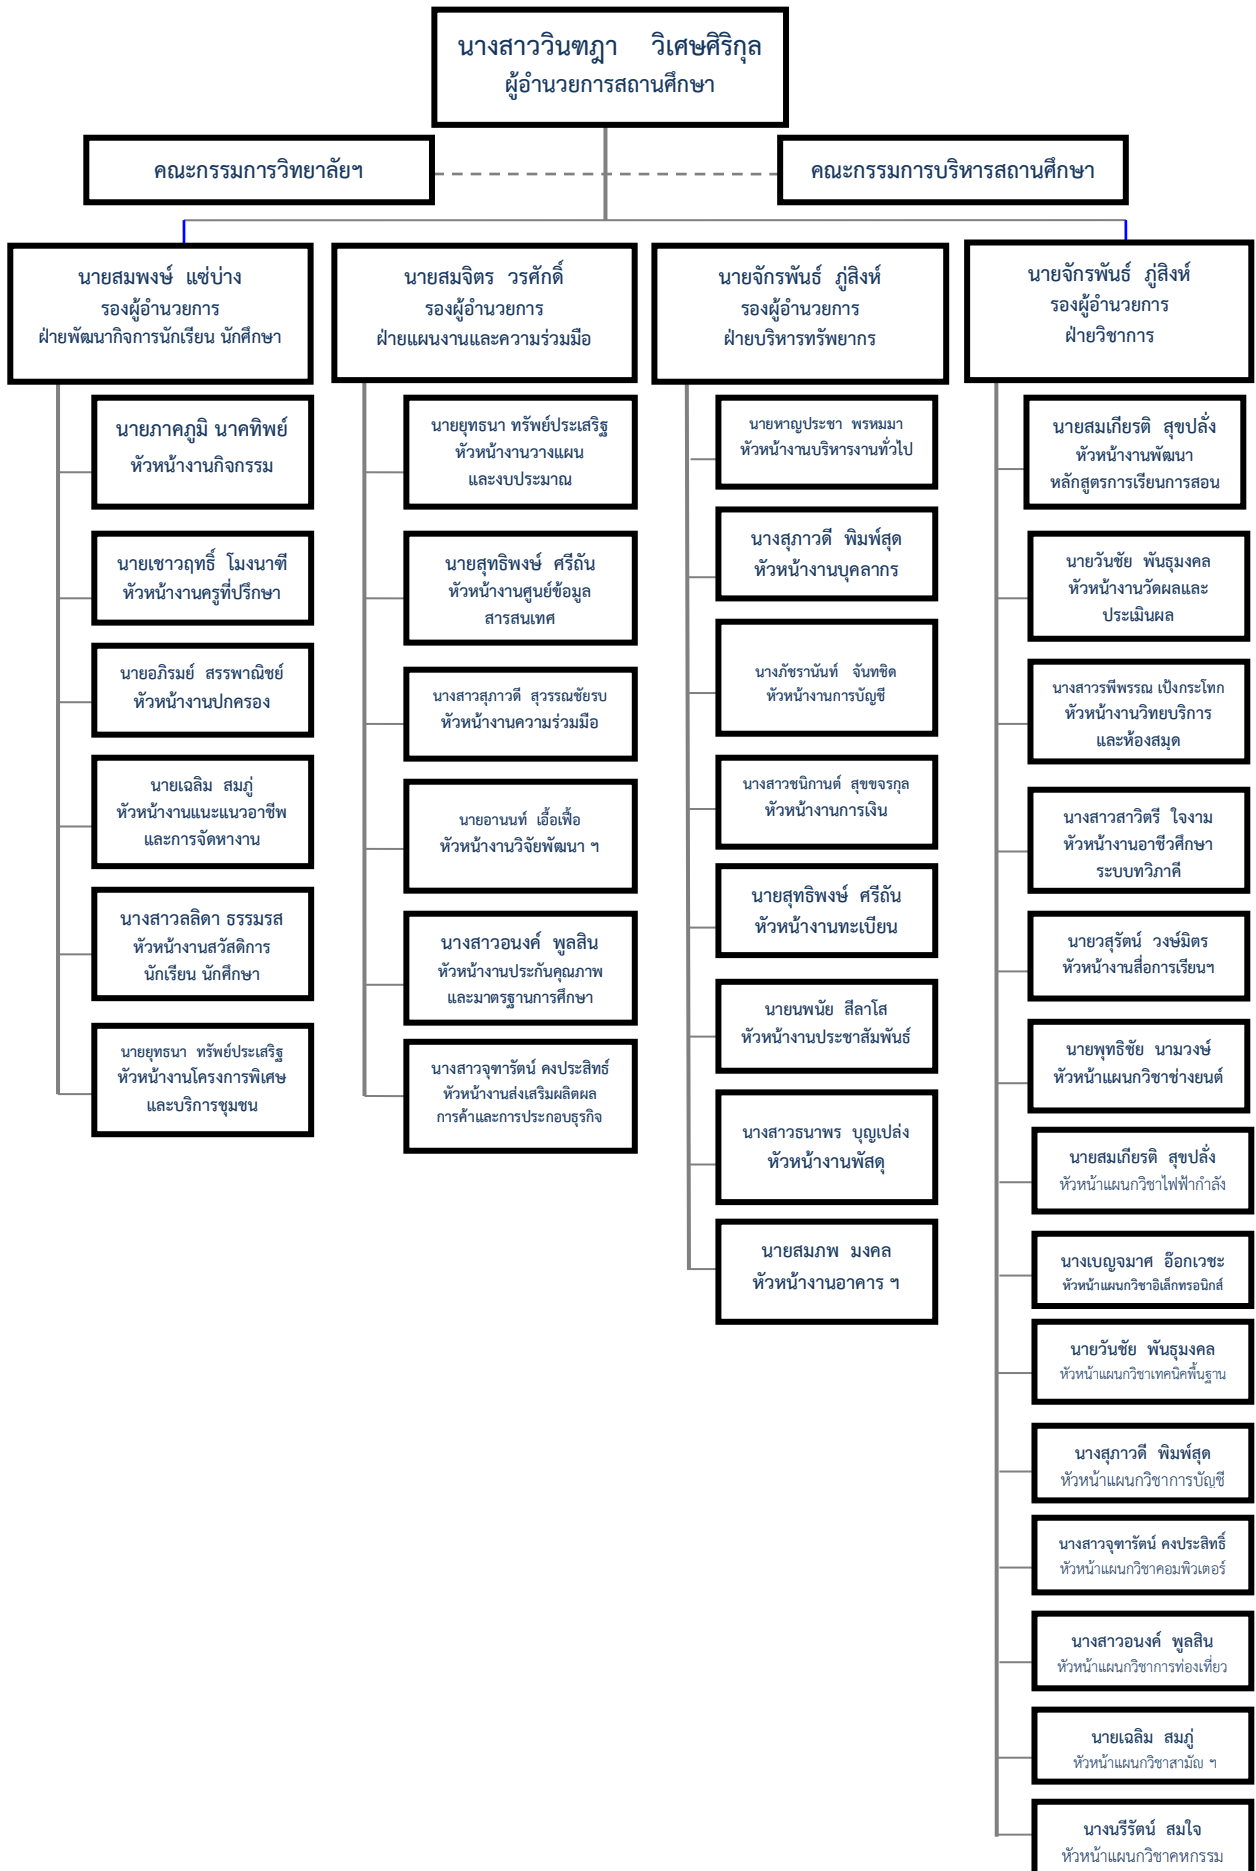 นางสาววินฑฎา วิเศษศิริกุล
ผู้อำนวยการสถานศึกษา
คณะกรรมการวิทยาลัยฯ
คณะกรรมการบริหารสถานศึกษา
นายสมพงษ์ แซ่บ่าง
รองผู้อำนวยการ
ฝ่ายพัฒนากิจการนักเรียน นักศึกษา
นายภาคภูมิ นาคทิพย์
หัวหน้างานกิจกรรม
นายเชาวฤทธิ์ โมงนาฑี
หัวหน้างานครูที่ปรึกษา
นายอภิรมย์ สรรพาณิชย์
หัวหน้างานปกครอง
นายเฉลิม สมภู่
หัวหน้างานแนะแนวอาชีพ
และการจัดหางาน
นางสาวลลิดา ธรรมรส
หัวหน้างานสวัสดิการ
นักเรียน นักศึกษา
นายยุทธนา ทรัพย์ประเสริฐ
หัวหน้างานโครงการพิเศษ
และบริการชุมชน
นายสมจิตร วรศักดิ์
รองผู้อำนวยการ
ฝ่ายแผนงานและความร่วมมือ
นายยุทธนา ทรัพย์ประเสริฐ
หัวหน้างานวางแผน
และงบประมาณ
นายสุทธิพงษ์ ศรีถัน
หัวหน้างานศูนย์ข้อมูล
สารสนเทศ
นางสาวสุภาวดี สุวรรณชัยรบ
หัวหน้างานความร่วมมือ
นายอานนท์ เอื้อเฟื้อ
หัวหน้างานวิจัยพัฒนา ฯ
นางสาวอนงค์ พูลสิน
หัวหน้างานประกันคุณภาพ
และมาตรฐานการศึกษา
นางสาวจุฑารัตน์ คงประสิทธ์
หัวหน้างานส่งเสริมผลิตผล
การค้าและการประกอบธุรกิจ
นายจักรพันธ์ ภู่สิงห์
รองผู้อำนวยการ
ฝ่ายบริหารทรัพยากร
นายหาญประชา พรหมมา
หัวหน้างานบริหารงานทั่วไป
นางสุภาวดี พิมพ์สุด
หัวหน้างานบุคลากร
นางภัชรานันท์ จันทชิด
หัวหน้างานการบัญชี
นางสาวชนิกานต์ สุขขจรกุล
หัวหน้างานการเงิน
นายสุทธิพงษ์ ศรีถัน
หัวหน้างานทะเบียน
นายนพนัย สีลาโส
หัวหน้างานประชาสัมพันธ์
นางสาวธนาพร บุญเปล่ง
หัวหน้างานพัสดุ
นายสมภพ มงคล
หัวหน้างานอาคาร ฯ
นายจักรพันธ์ ภู่สิงห์
รองผู้อำนวยการ
ฝ่ายวิชาการ
นายสมเกียรติ สุขปลั่ง
หัวหน้างานพัฒนา
หลักสูตรการเรียนการสอน
นายวันชัย พันธุมงคล
หัวหน้างานวัดผลและ
ประเมินผล
นางสาวรพีพรรณ เป้งกระโทก
หัวหน้างานวิทยบริการ
และห้องสมุด
นางสาวสาวิตรี ใจงาม
หัวหน้างานอาชีวศึกษา
ระบบทวิภาคี
นายวสุรัตน์ วงษ์มิตร
หัวหน้างานสื่อการเรียนฯ
นายพุทธิชัย นามวงษ์
หัวหน้าแผนกวิชาช่างยนต์
นายสมเกียรติ สุขปลั่ง
หัวหน้าแผนกวิชาไฟฟ้ากำลัง
นางเบญจมาศ อ๊อกเวชะ
หัวหน้าแผนกวิชาอิเล็กทรอนิกส์
นายวันชัย พันธุมงคล
หัวหน้าแผนกวิชาเทคนิคพื้นฐาน
นางสุภาวดี พิมพ์สุด
หัวหน้าแผนกวิชาการบัญชี
นางสาวจุฑารัตน์ คงประสิทธิ์
หัวหน้าแผนกวิชาคอมพิวเตอร์
นางสาวอนงค์ พูลสิน
หัวหน้าแผนกวิชาการท่องเที่ยว
นายเฉลิม สมภู่
หัวหน้าแผนกวิชาสามัญ ฯ
นางนรีรัตน์ สมใจ
หัวหน้าแผนกวิชาคหกรรม